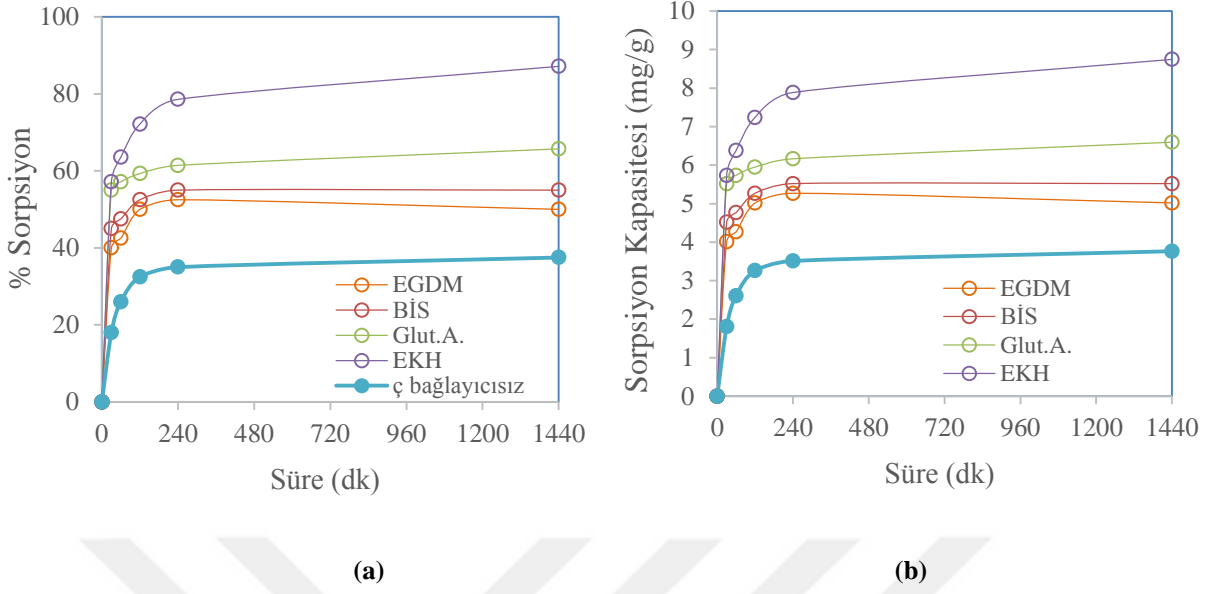 % Sorpsiyon
100
80
60
40
20
0
0 240 480 720 960 1200 1440
Süre (dk)
EGDM
BİS
Glut.A.
EKH
ç bağlayıcısız
(a)
Sorpsiyon Kapasitesi (mg/g)
10
9
8
7
6
5
4
3
2
1
0
0 240 480 720 960 1200 1440
Süre (dk)
EGDM
BİS
Glut.A.
EKH
(b)